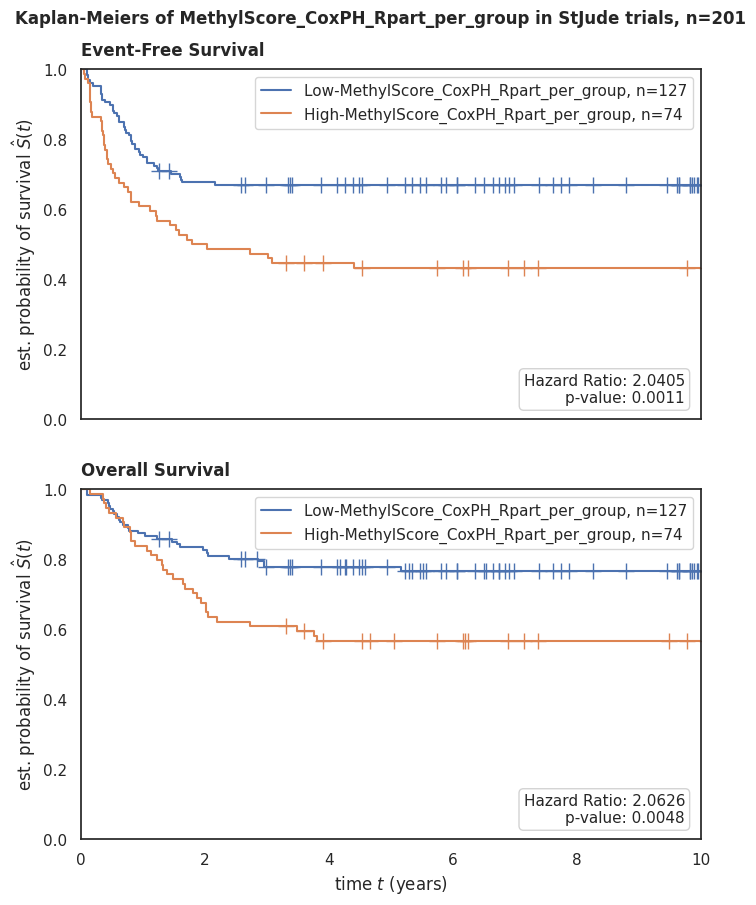 Kaplan-Meiers of MethylScore_CoxPH_Rpart_per_group in StJude trials, n=201
Event-Free Survival
1.0
0.8
0.6
0.4
0.2
0.0
est. probability of survival Ŝ(t)
Low-MethylScore_CoxPH_Rpart_per_group, n=127
High-MethylScore_CoxPH_Rpart_per_group, n=74
Hazard Ratio: 2.0405
p-value: 0.0011
Overall Survival
1.0
0.8
0.6
0.4
0.2
0.0
est. probability of survival Ŝ(t)
Low-MethylScore_CoxPH_Rpart_per_group, n=127
High-MethylScore_CoxPH_Rpart_per_group, n=74
Hazard Ratio: 2.0626
p-value: 0.0048
0 2 4 6 8 10
time t (years)